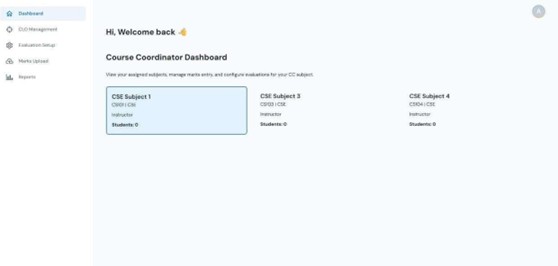 Dashboard
CLO Management
Evaluation Setup
Marks Upload
Reports
A
Hi, Welcome back 👋
Course Coordinator Dashboard
View your assigned subjects, manage marks entry, and configure evaluations for your CC subject.
CSE Subject 1
Instructor
Students: 0
CSE Subject 3
CS103 | CSE
Instructor
Students: 0
CSE Subject 4
CS104 | CSE
Instructor
Students: 0